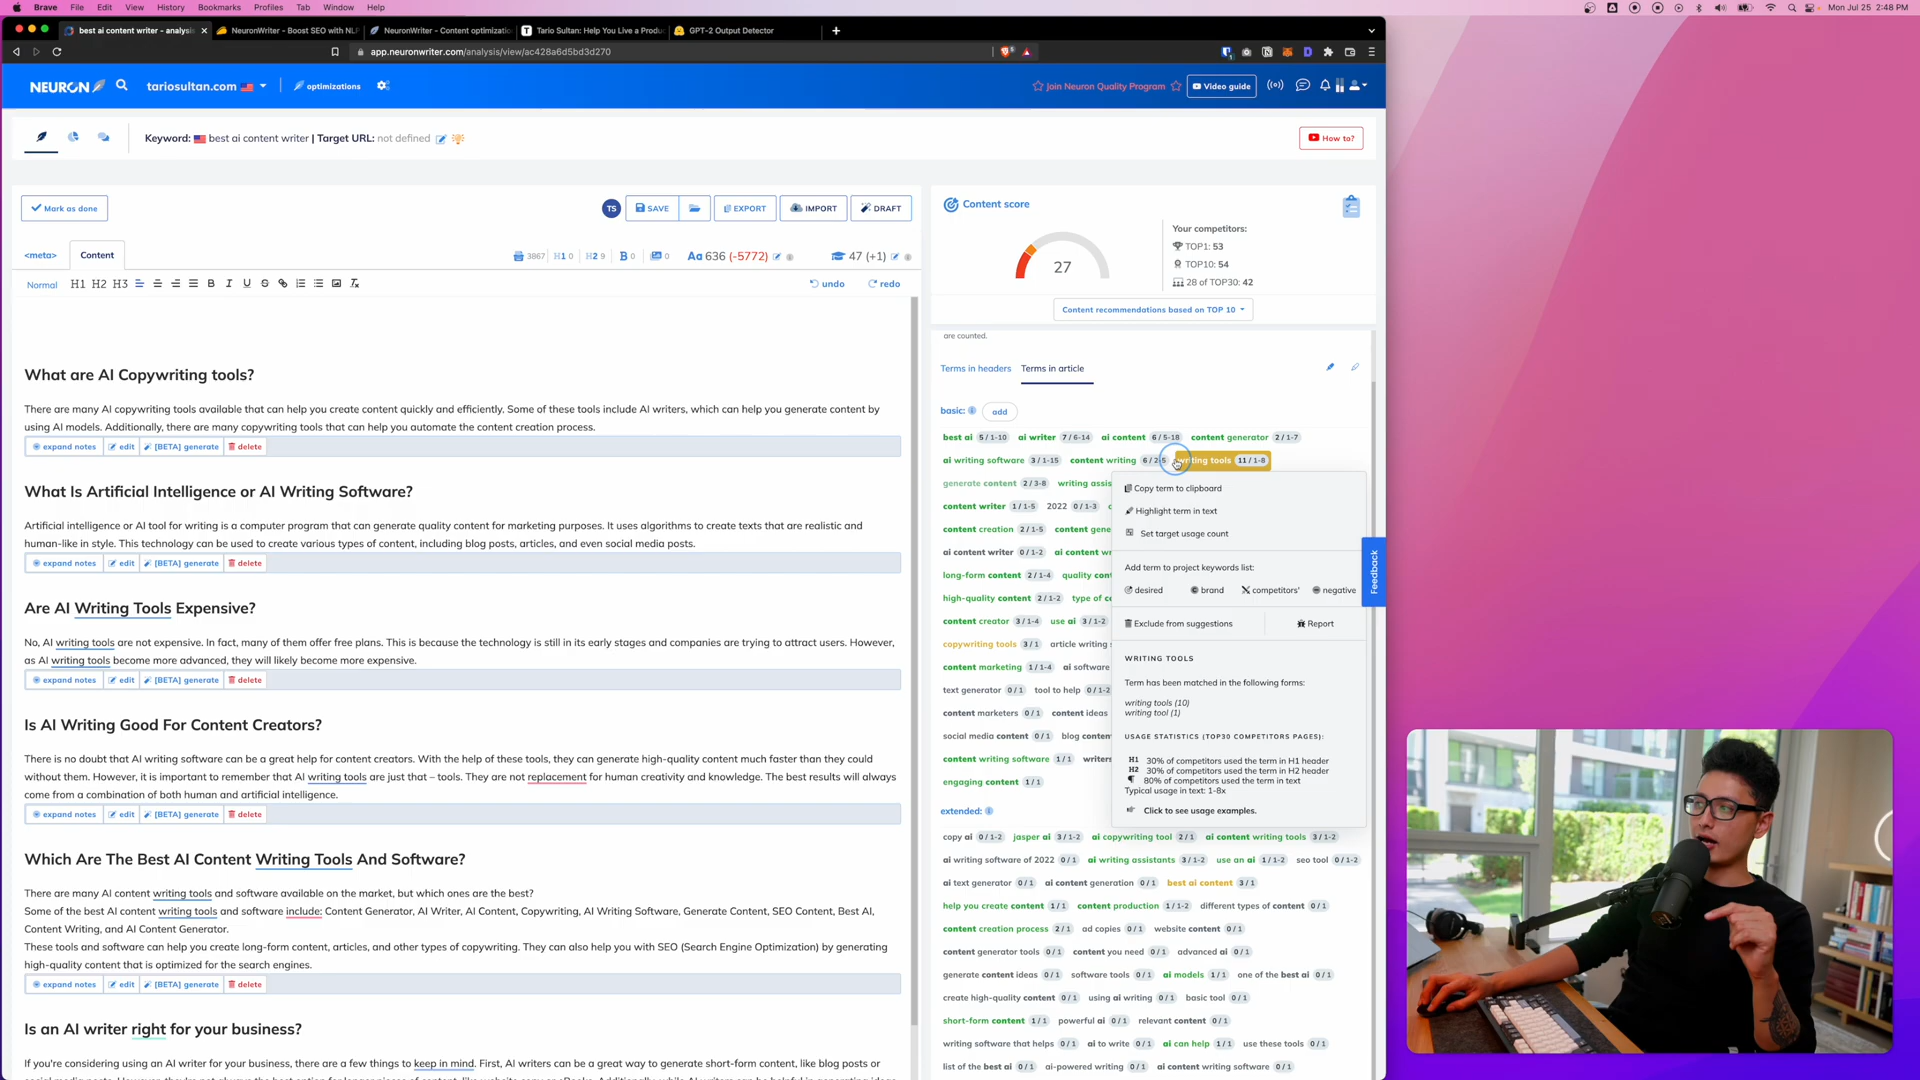 Brave File Edit View History Bookmarks Profiles Tab Window Help
Mon Jul 25 2:48 PM
best ai content writer - analysis
NeuronWriter - Boost SEO with NLP
NeuronWriter - Content optimizatio
Tario Sultan: Help You Live a Produc
GPT-2 Output Detector
app.neuronwriter.com/analysis/view/ac428a6d5bd3d270
NEURON
tariosultan.com
optimizations
Join Neuron Quality Program
Video guide
Keyword: best ai content writer | Target URL: not defined
How to?
Mark as done
TS
SAVE
EXPORT
IMPORT
DRAFT
<meta>
Content
3867 H1 0 H2 9 B 0 0 Aa 636 (-5772) 47 (+1)
Normal H1 H2 H3 B I U S
undo redo
What are AI Copywriting tools?
There are many AI copywriting tools available that can help you create content quickly and efficiently. Some of these tools include AI writers, which can help you generate content by
using AI models. Additionally, there are many copywriting tools that can help you automate the content creation process.
expand notes edit [BETA] generate delete
What Is Artificial Intelligence or AI Writing Software?
Artificial intelligence or AI tool for writing is a computer program that can generate quality content for marketing purposes. It uses algorithms to create texts that are realistic and
human-like in style. This technology can be used to create various types of content, including blog posts, articles, and even social media posts.
expand notes edit [BETA] generate delete
Are AI Writing Tools Expensive?
No, AI writing tools are not expensive. In fact, many of them offer free plans. This is because the technology is still in its early stages and companies are trying to attract users. However,
as AI writing tools become more advanced, they will likely become more expensive.
expand notes edit [BETA] generate delete
Is AI Writing Good For Content Creators?
There is no doubt that AI writing software can be a great help for content creators. With the help of these tools, they can generate high-quality content much faster than they could
without them. However, it is important to remember that AI writing tools are just that – tools. They are not replacement for human creativity and knowledge. The best results will always
come from a combination of both human and artificial intelligence.
expand notes edit [BETA] generate delete
Which Are The Best AI Content Writing Tools And Software?
There are many AI content writing tools and software available on the market, but which ones are the best?
Some of the best AI content writing tools and software include: Content Generator, AI Writer, AI Content, Copywriting, AI Writing Software, Generate Content, SEO Content, Best AI,
Content Writing, and AI Content Generator.
These tools and software can help you create long-form content, articles, and other types of copywriting. They can also help you with SEO (Search Engine Optimization) by generating
high-quality content that is optimized for the search engines.
expand notes edit [BETA] generate delete
Is an AI writer right for your business?
If you're considering using an AI writer for your business, there are a few things to keep in mind. First, AI writers can be a great way to generate short-form content, like blog posts or
Content score
27
Your competitors:
TOP1: 53
TOP10: 54
28 of TOP30: 42
Content recommendations based on TOP 10
are counted.
Terms in headers Terms in article
basic: add
best ai 5 / 1-10 ai writer 7 / 6-14 ai content 6 / 5-18 content generator 2 / 1-7
ai writing software 3 / 1-15 content writing 6 / 2-5 writing tools 11 / 1-8
generate content 2 / 3-8 writing assis
content writer 1 / 1-5 2022 0 / 1-3
content creation 2 / 1-5 content gene
ai content writer 0 / 1-2 ai content wr
long-form content 2 / 1-4 quality cont
high-quality content 2 / 1-2 type of co
content creator 3 / 1-4 use ai 3 / 1-2
copywriting tools 3 / 1 article writing s
content marketing 1 / 1-4 ai software
text generator 0 / 1 tool to help 0 / 1-2
content marketers 0 / 1 content ideas
social media content 0 / 1 blog conten
content writing software 1 / 1 writers
engaging content 1 / 1
Copy term to clipboard
Highlight term in text
Set target usage count
Add term to project keywords list:
desired brand competitors' negative
Exclude from suggestions Report
WRITING TOOLS
Term has been matched in the following forms:
writing tools (10)
writing tool (1)
USAGE STATISTICS (TOP30 COMPETITORS PAGES):
H1 30% of competitors used the term in H1 header
H2 30% of competitors used the term in H2 header
¶ 80% of competitors used the term in text
Typical usage in text: 1-8x
Click to see usage examples.
Feedback
extended:
copy ai 0 / 1-2 jasper ai 3 / 1-2 ai copywriting tool 2 / 1 ai content writing tools 3 / 1-2
ai writing software of 2022 0 / 1 ai writing assistants 3 / 1-2 use an ai 1 / 1-2 seo tool 0 / 1-2
ai text generator 0 / 1 ai content generation 0 / 1 best ai content 3 / 1
help you create content 1 / 1 content production 1 / 1-2 different types of content 0 / 1
content creation process 2 / 1 ad copies 0 / 1 website content 0 / 1
content generator tools 0 / 1 content you need 0 / 1 advanced ai 0 / 1
generate content ideas 0 / 1 software tools 0 / 1 ai models 1 / 1 one of the best ai 0 / 1
create high-quality content 0 / 1 using ai writing 0 / 1 basic tool 0 / 1
short-form content 1 / 1 powerful ai 0 / 1 relevant content 0 / 1
writing software that helps 0 / 1 ai to write 0 / 1 ai can help 1 / 1 use these tools 0 / 1
list of the best ai 0 / 1 ai-powered writing 0 / 1 ai content writing software 0 / 1